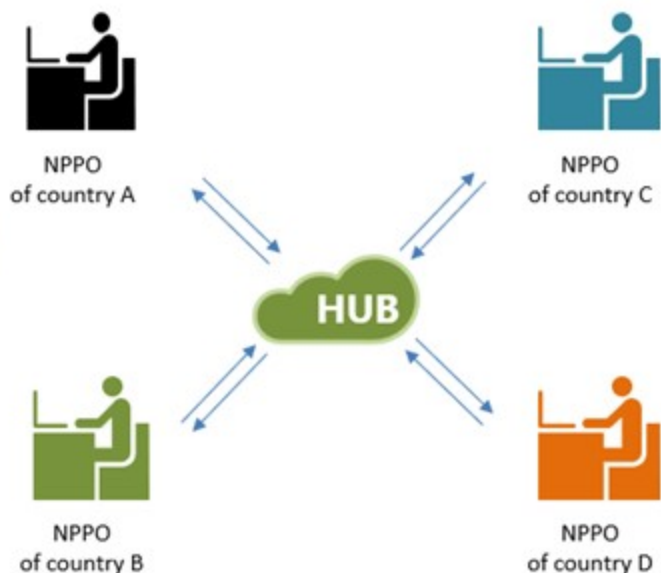 NPPO
of country A
NPPO
of country C
HUB
NPPO
of country B
NPPO
of country D